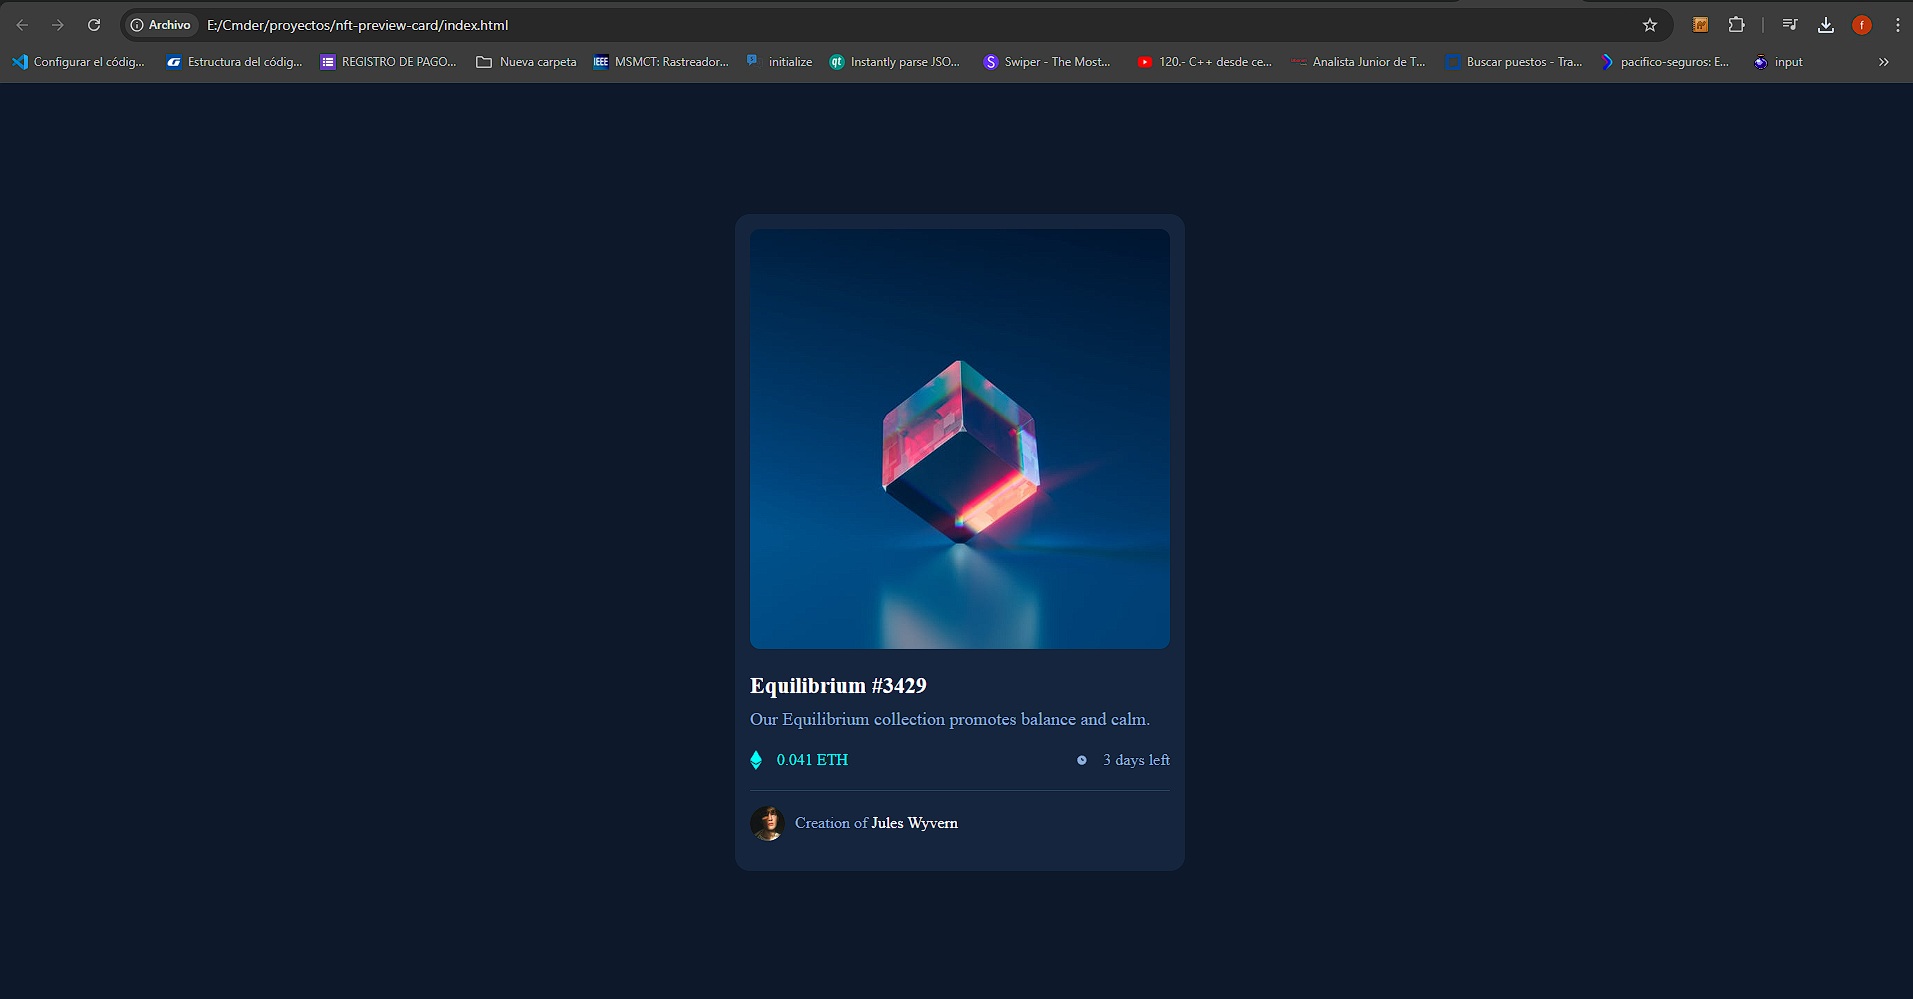 Archivo E:/Cmder/proyectos/nft-preview-card/index.html f
Configurar el códig... G Estructura del códig... REGISTRO DE PAGO... Nueva carpeta IEEE MSMCT: Rastreador... initialize qt Instantly parse JSO... S Swiper - The Most... 120.- C++ desde ce... Analista Junior de T... Buscar puestos - Tra... pacifico-seguros: E... input
Equilibrium #3429
Our Equilibrium collection promotes balance and calm.
0.041 ETH 3 days left
Creation of Jules Wyvern